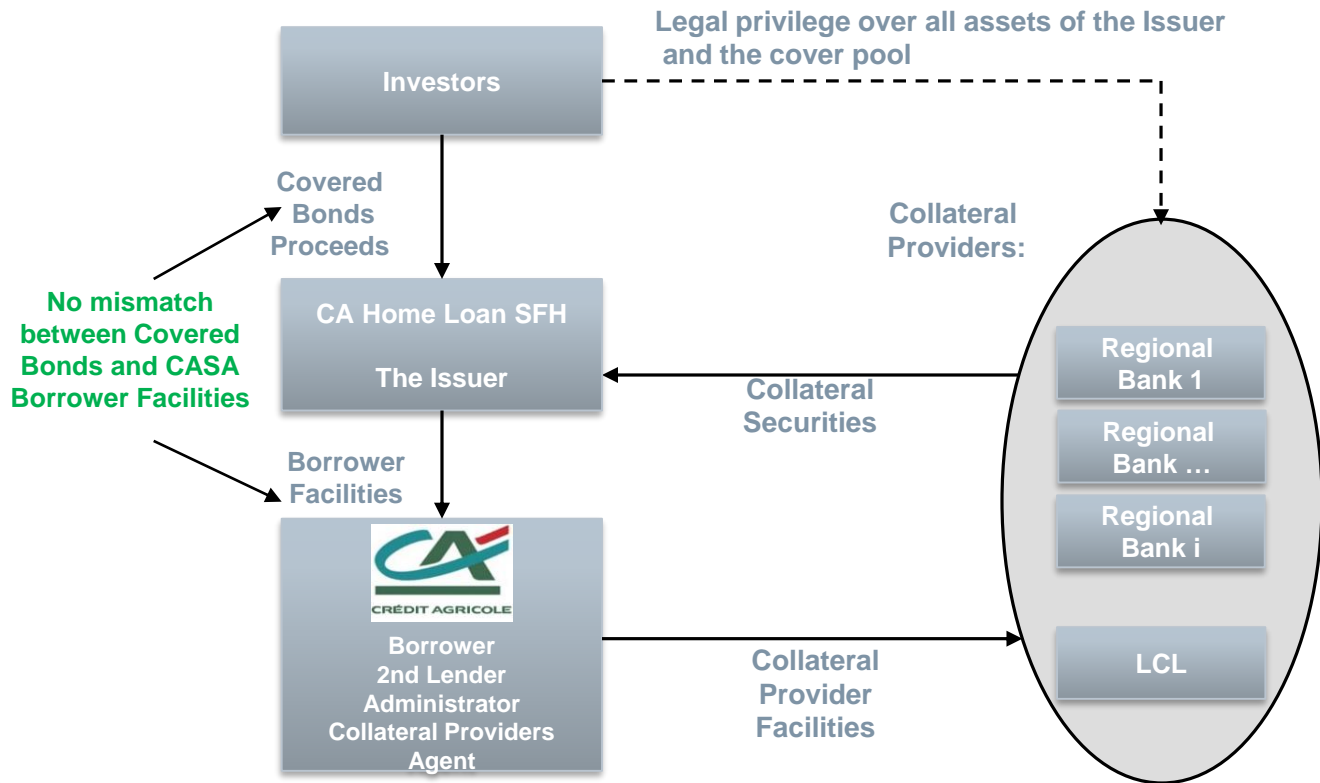 Legal privilege over all assets of the Issuer
and the cover pool
Investors
Covered
Bonds
Proceeds
Collateral
Providers:
No mismatch
between Covered
Bonds and CASA
Borrower Facilities
CA Home Loan SFH
The Issuer
Regional
Bank 1
Collateral
Securities
Regional
Bank …
Borrower
Facilities
Regional
Bank i
CA
CRÉDIT AGRICOLE
Borrower
2nd Lender
Administrator
Collateral Providers
Agent
Collateral
Provider
Facilities
LCL